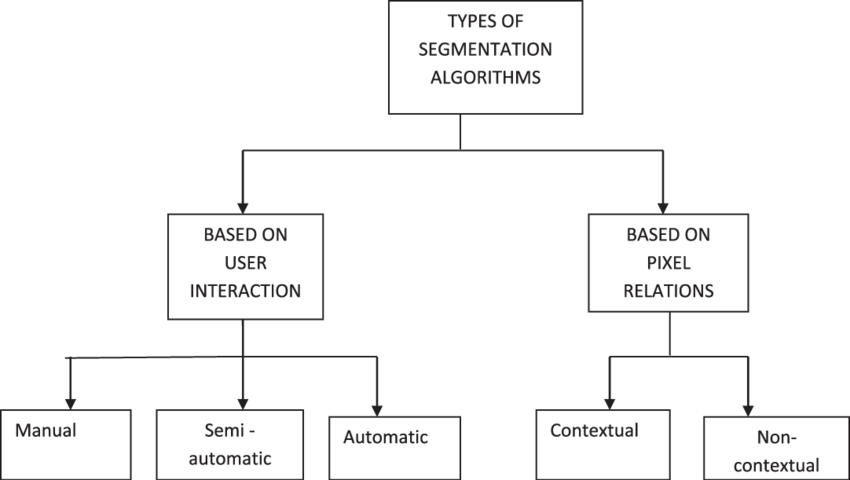 TYPES OF
SEGMENTATION
ALGORITHMS
BASED ON
USER
INTERACTION
BASED ON
PIXEL
RELATIONS
Manual
Semi -
automatic
Automatic
Contextual
Non-
contextual